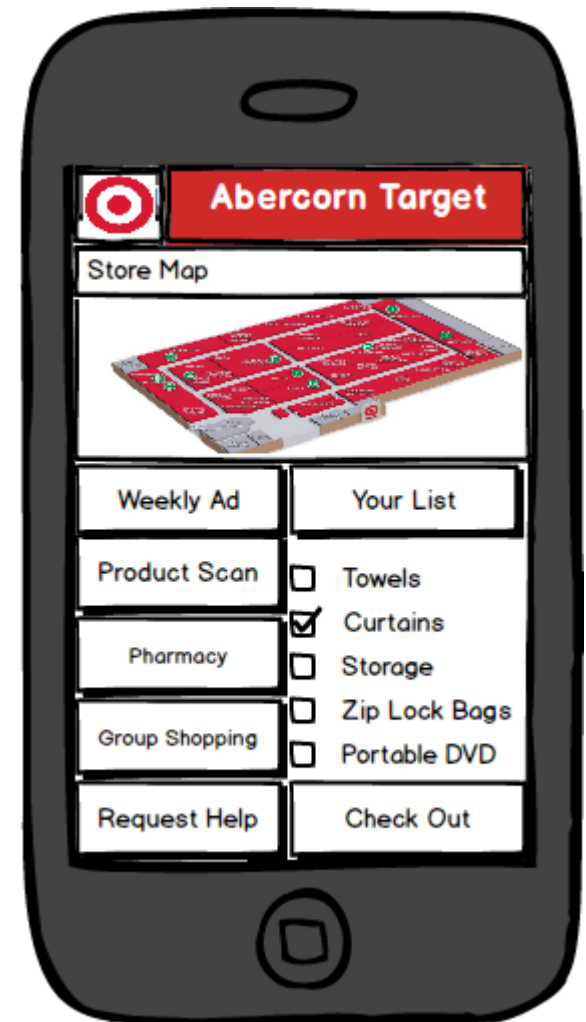 Abercorn Target
Store Map
Weekly Ad
Your List
Product Scan
Towels
Curtains
Pharmacy
Storage
Zip Lock Bags
Group Shopping
Portable DVD
Request Help
Check Out